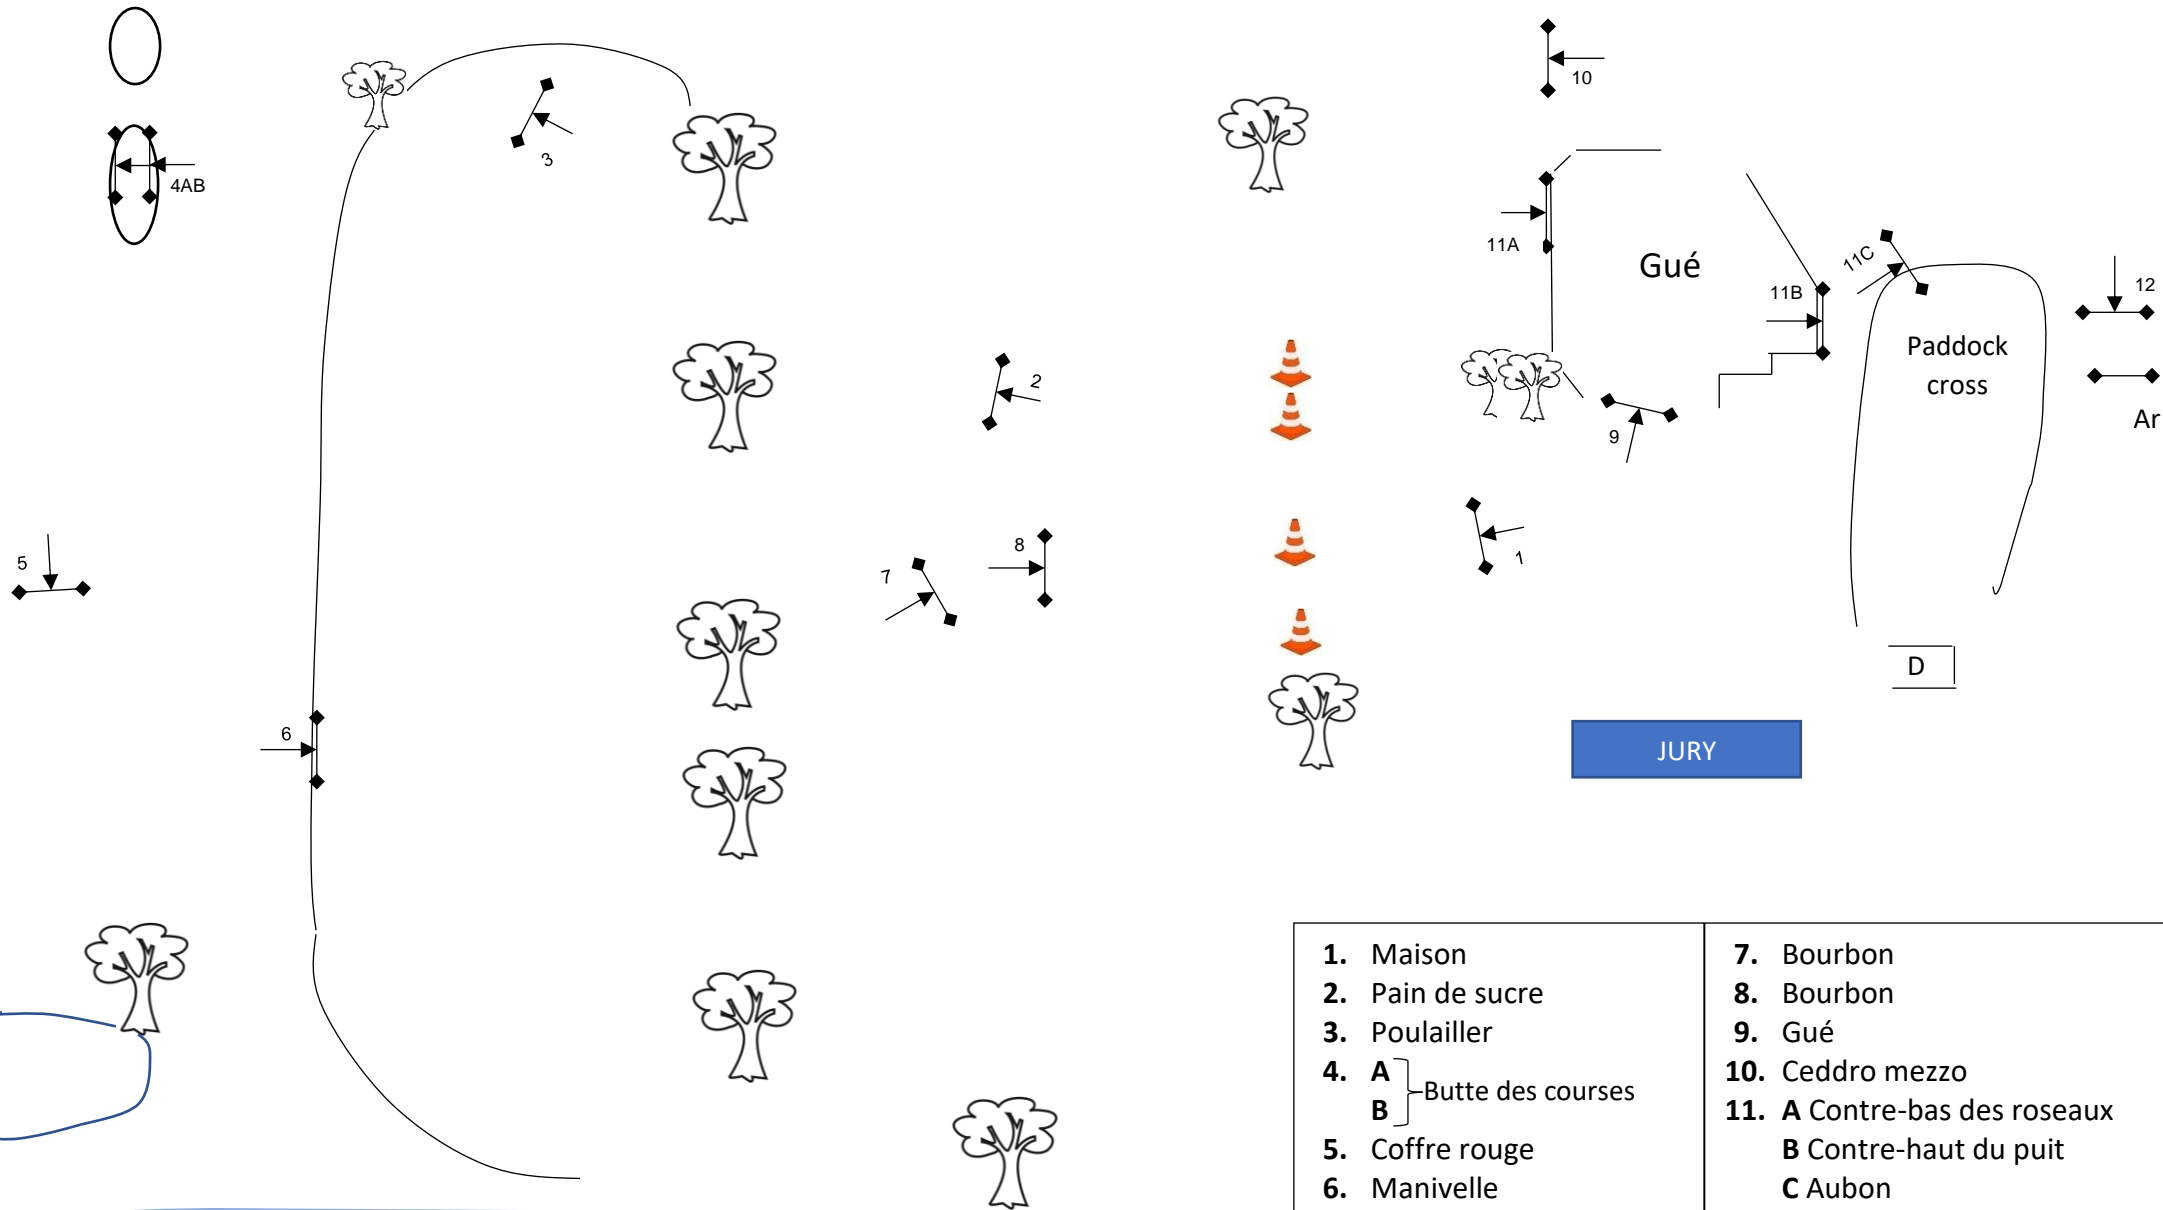 10
3
4AB
11A
Gué
11C
11B
12
Paddock
cross
2
Ar
9
5
8
7
1
D
6
JURY
1. Maison
2. Pain de sucre
3. Poulailler
4. A
B
Butte des courses
5. Coffre rouge
6. Manivelle
7. Bourbon
8. Bourbon
9. Gué
10. Ceddro mezzo
11. A Contre-bas des roseaux
B Contre-haut du puit
C Aubon